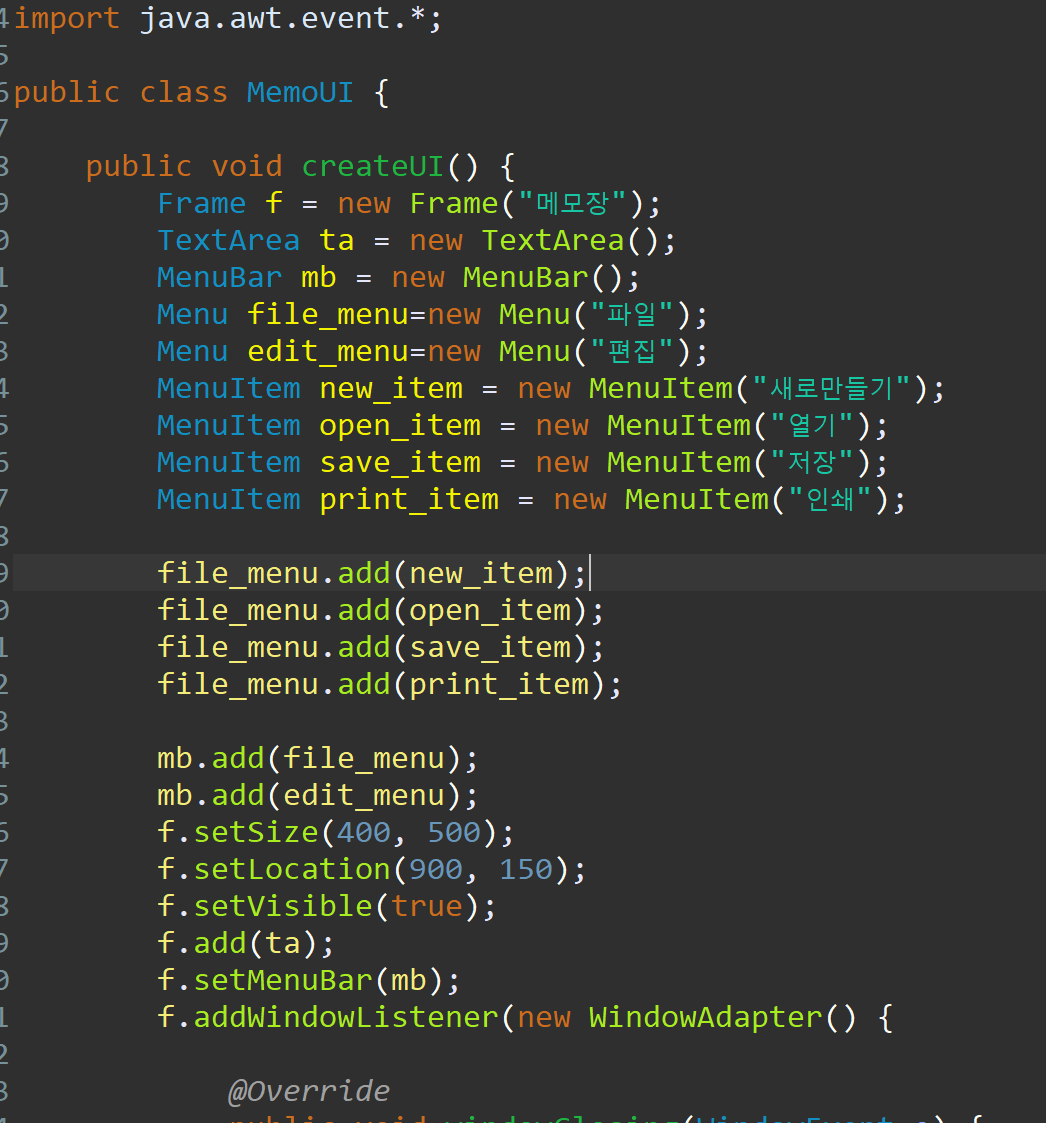 4import java.awt.event.*;
5
6public class MemoUI {
7
8    public void createUI() {
9        Frame f = new Frame("메모장");
0        TextArea ta = new TextArea();
1        MenuBar mb = new MenuBar();
2        Menu file_menu=new Menu("파일");
3        Menu edit_menu=new Menu("편집");
4        MenuItem new_item = new MenuItem("새로만들기");
5        MenuItem open_item = new MenuItem("열기");
6        MenuItem save_item = new MenuItem("저장");
7        MenuItem print_item = new MenuItem("인쇄");
8
9        file_menu.add(new_item);
0        file_menu.add(open_item);
1        file_menu.add(save_item);
2        file_menu.add(print_item);
3
4        mb.add(file_menu);
5        mb.add(edit_menu);
6        f.setSize(400, 500);
7        f.setLocation(900, 150);
8        f.setVisible(true);
9        f.add(ta);
0        f.setMenuBar(mb);
1        f.addWindowListener(new WindowAdapter() {
2
3            @Override
4            public void windowClosing(WindowEvent e) {